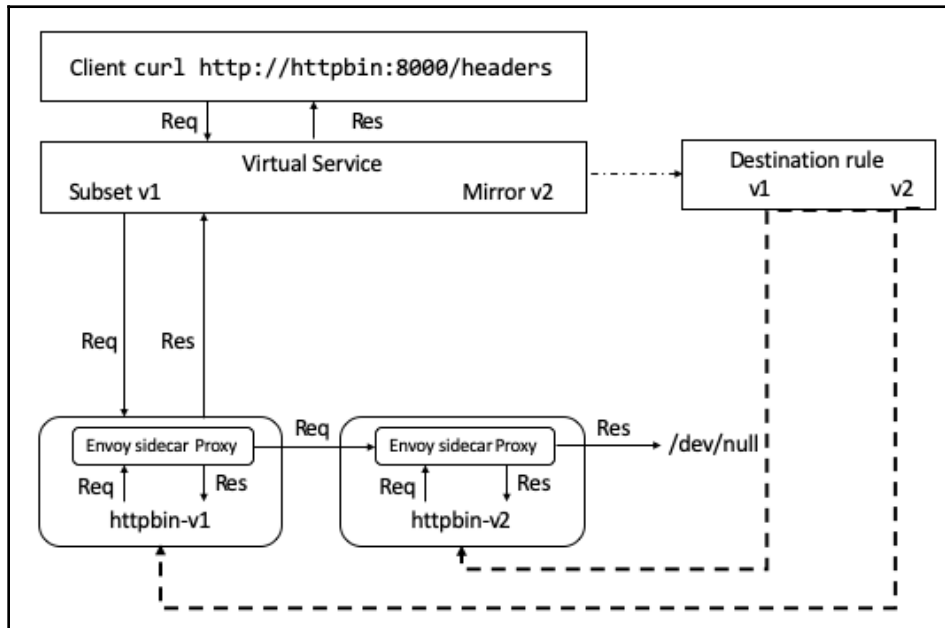 Client curl http://httpbin:8000/headers
Req
Res
Virtual Service
Subset v1
Mirror v2
Destination rule
v1
v2
Req
Res
Envoy sidecar Proxy
Req
Res
httpbin-v1
Req
Envoy sidecar Proxy
Req
Res
httpbin-v2
Res
/dev/null